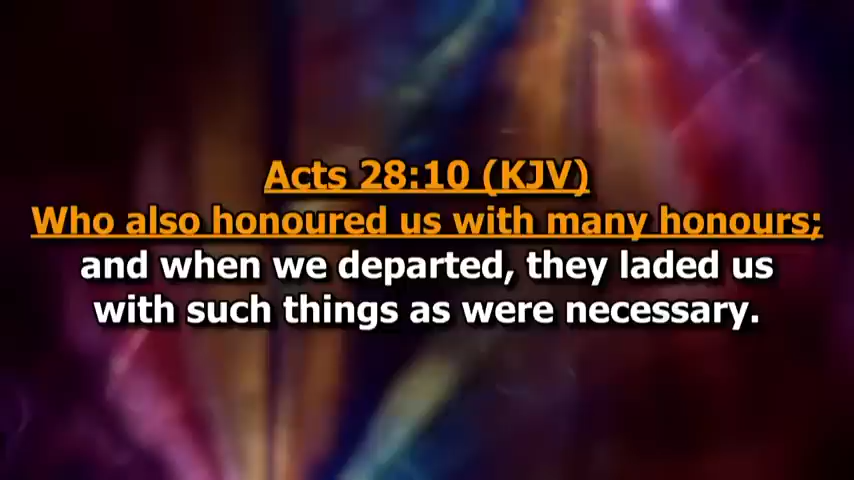 Acts 28:10 (KJV)
Who also honoured us with many honours;
and when we departed, they laded us
with such things as were necessary.